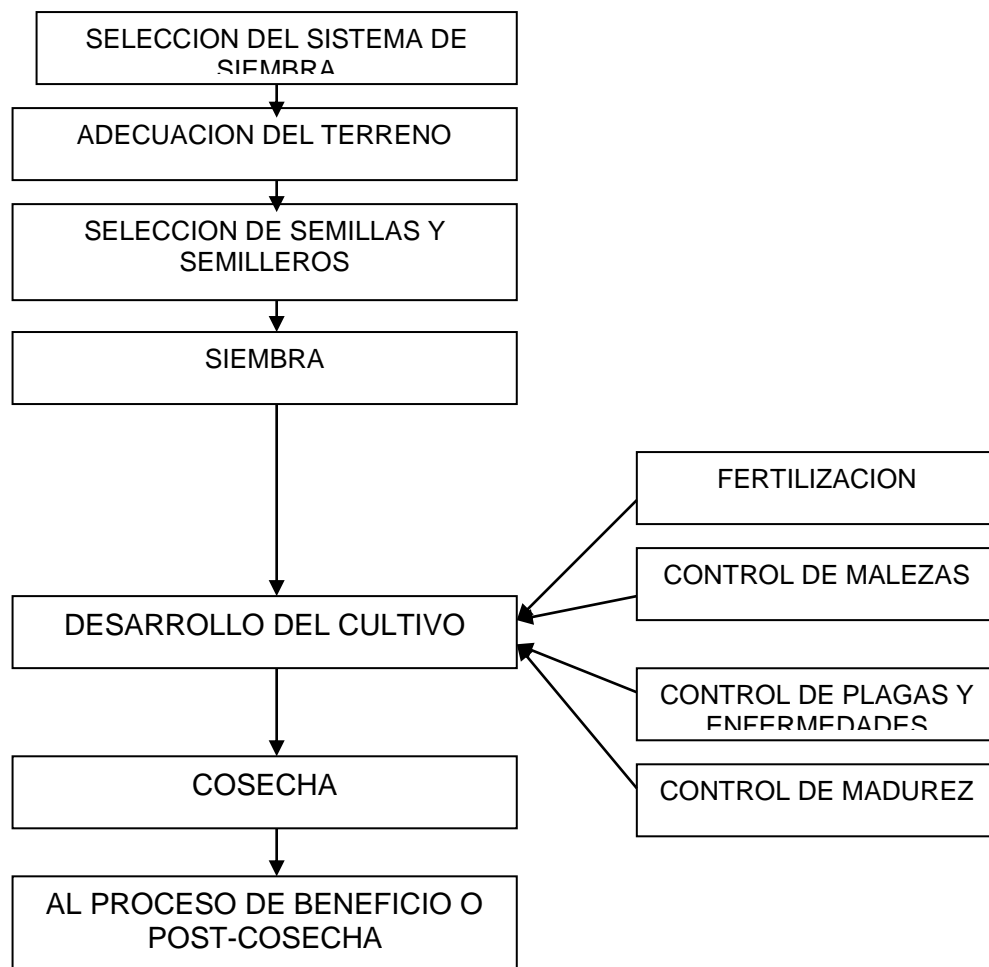 SELECCION DEL SISTEMA DE
SIEMBRA
ADECUACION DEL TERRENO
SELECCION DE SEMILLAS Y
SEMILLEROS
SIEMBRA
FERTILIZACION
CONTROL DE MALEZAS
DESARROLLO DEL CULTIVO
CONTROL DE PLAGAS Y
ENFERMEDADES
COSECHA
CONTROL DE MADUREZ
AL PROCESO DE BENEFICIO O
POST-COSECHA